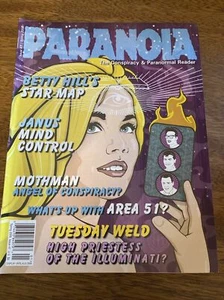 PARANOIA
The Conspiracy & Paranormal Reader
BETTY HILL'S
STAR MAP
JANUS
MIND
CONTROL
MOTHMAN
ANGEL OF CONSPIRACY?
WHAT'S UP WITH AREA 51?
TUESDAY WELD
HIGH PRIESTESS
OF THE ILLUMINATI?